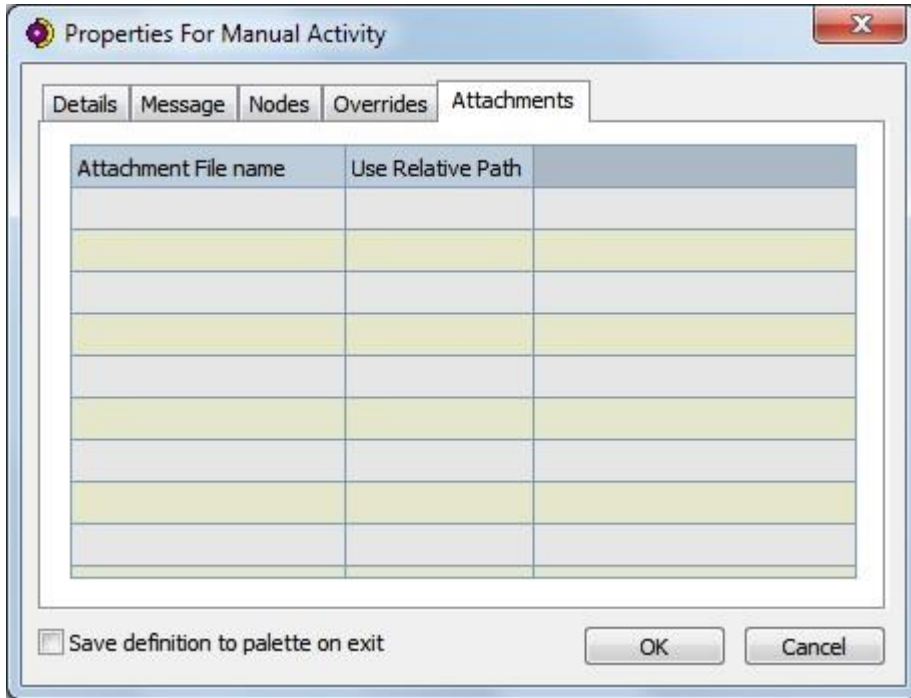 Properties For Manual Activity
Details Message Nodes Overrides Attachments
Attachment File name Use Relative Path
Save definition to palette on exit OK Cancel